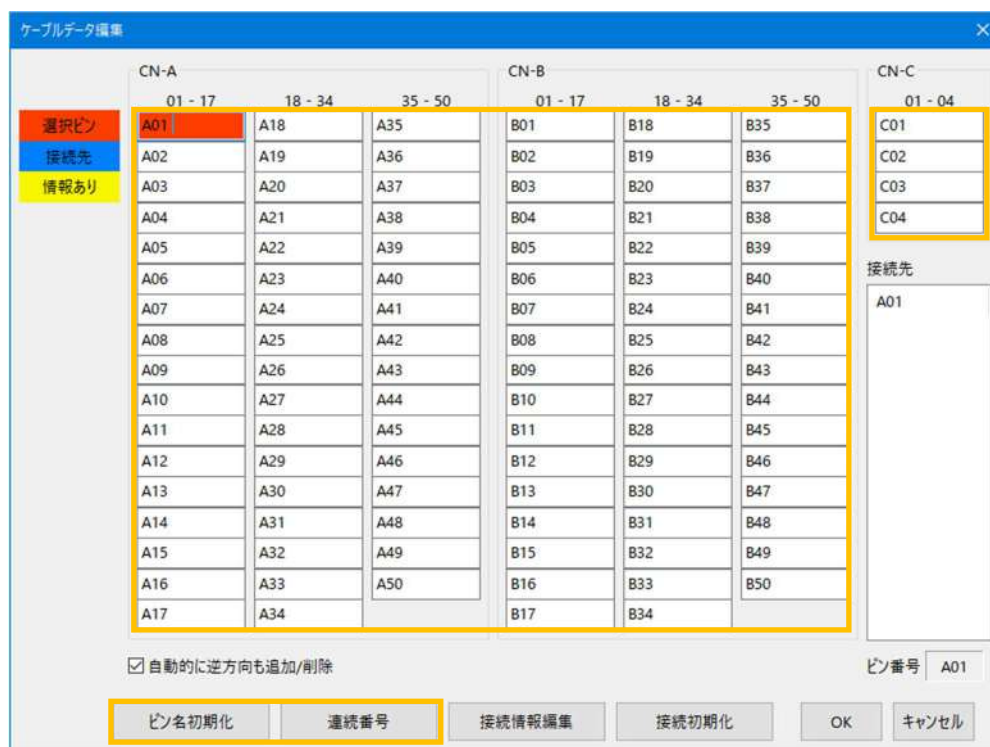 ケーブルデータ編集
CN-A CN-B CN-C
01 - 17 18 - 34 35 - 50 01 - 17 18 - 34 35 - 50 01 - 04
選択ピン A01 A18 A35 B01 B18 B35 C01
接続先 A02 A19 A36 B02 B19 B36 C02
情報あり A03 A20 A37 B03 B20 B37 C03
A04 A21 A38 B04 B21 B38 C04
A05 A22 A39 B05 B22 B39
接続先
A06 A23 A40 B06 B23 B40
A07 A24 A41 B07 B24 B41 A01
A08 A25 A42 B08 B25 B42
A09 A26 A43 B09 B26 B43
A10 A27 A44 B10 B27 B44
A11 A28 A45 B11 B28 B45
A12 A29 A46 B12 B29 B46
A13 A30 A47 B13 B30 B47
A14 A31 A48 B14 B31 B48
A15 A32 A49 B15 B32 B49
A16 A33 A50 B16 B33 B50
A17 A34 B17 B34
自動的に逆方向も追加/削除 ピン番号 A01
ピン名初期化 連続番号 接続情報編集 接続初期化 OK キャンセル